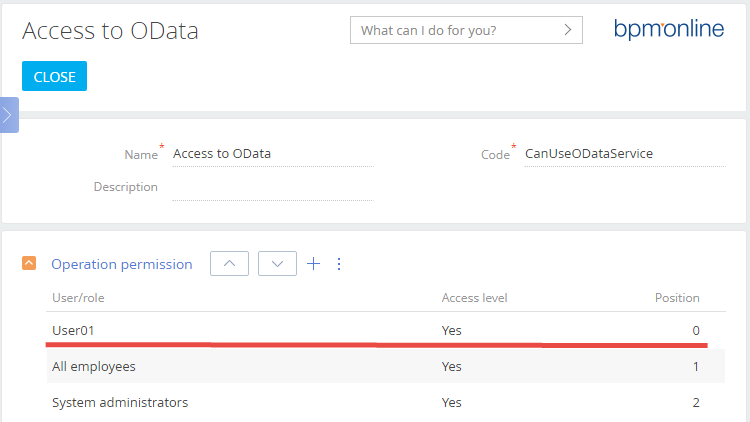 Access to OData
What can I do for you?
bpm'online
CLOSE
Name* Access to OData
Code* CanUseODataService
Description
Operation permission
User/role Access level Position
User01 Yes 0
All employees Yes 1
System administrators Yes 2